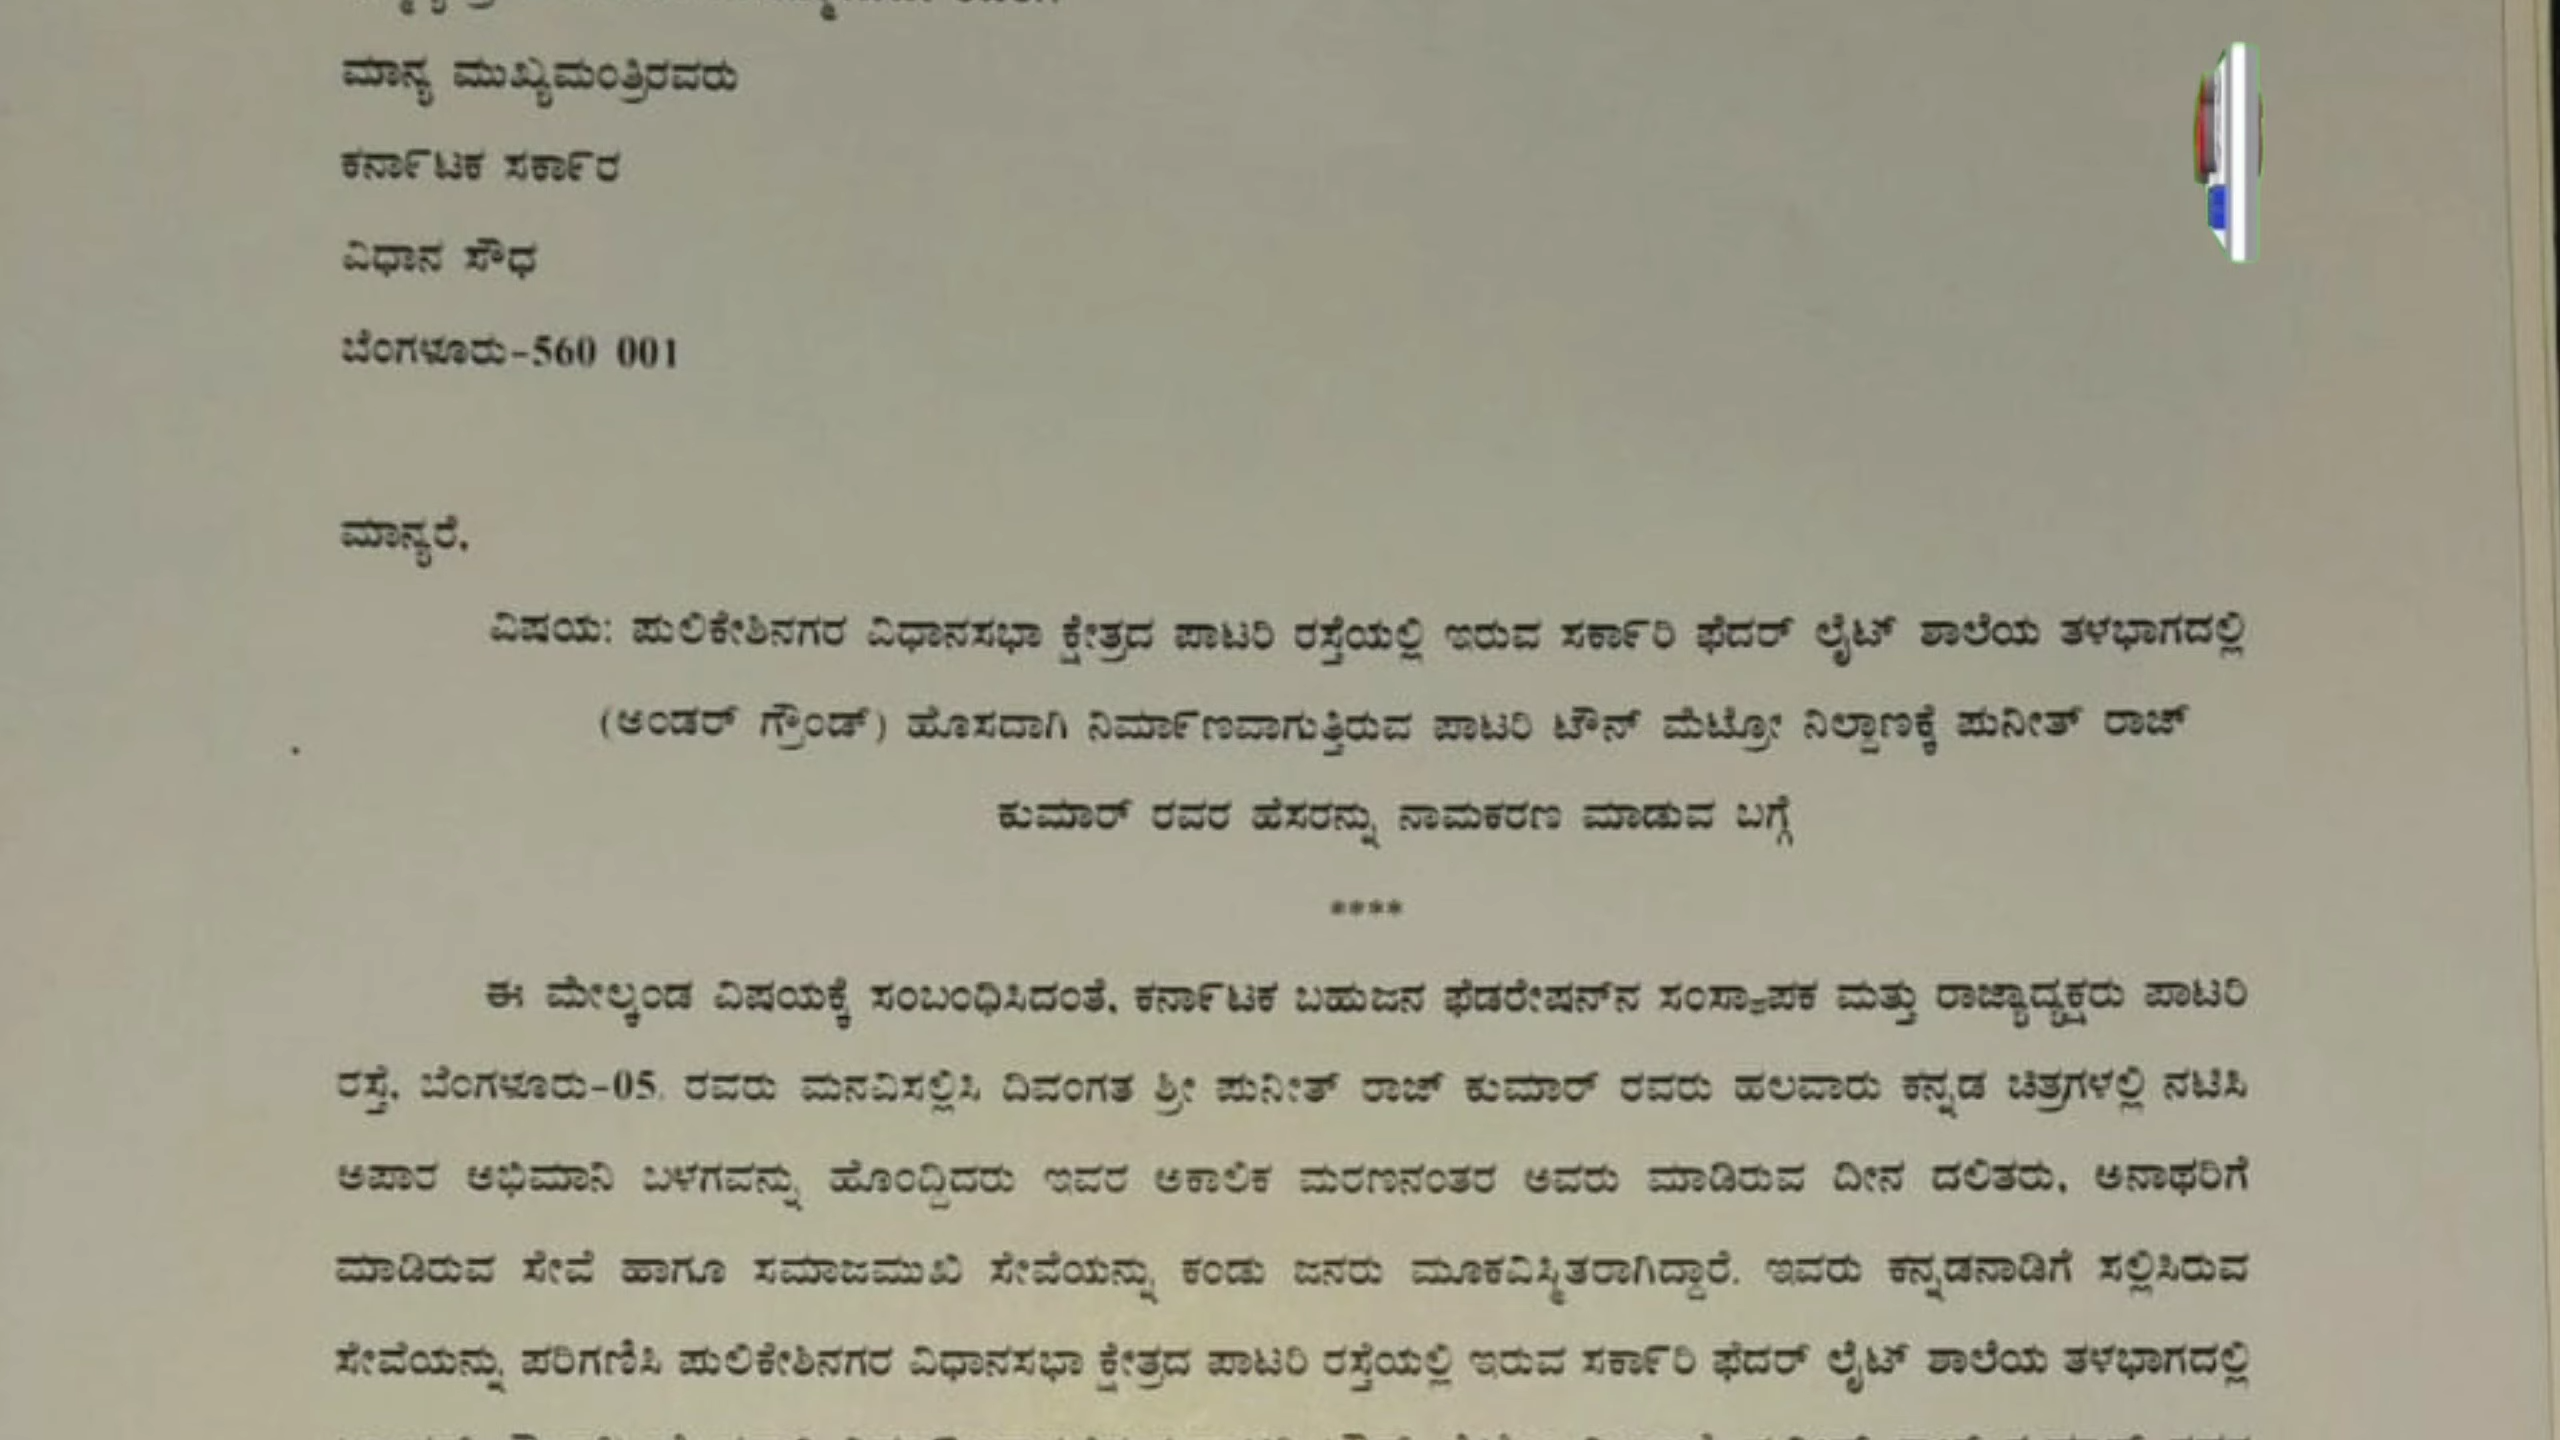 ಮಾನ್ಯ ಮುಖ್ಯಮಂತ್ರಿರವರು
ಕರ್ನಾಟಕ ಸರ್ಕಾರ
ವಿಧಾನ ಸೌಧ
ಬೆಂಗಳೂರು-560 001
ಮಾನ್ಯರೆ,
ವಿಷಯ: ಪುಲಿಕೇಶಿನಗರ ವಿಧಾನಸಭಾ ಕ್ಷೇತ್ರದ ಪಾಟರಿ ರಸ್ತೆಯಲ್ಲಿ ಇರುವ ಸರ್ಕಾರಿ ಫೆದರ್ ಲೈಟ್ ಶಾಲೆಯ ತಳಭಾಗದಲ್ಲಿ
(ಅಂಡರ್ ಗ್ರೌಂಡ್) ಹೊಸದಾಗಿ ನಿರ್ಮಾಣವಾಗುತ್ತಿರುವ ಪಾಟರಿ ಟೌನ್ ಮೆಟ್ರೋ ನಿಲ್ದಾಣಕ್ಕೆ ಪುನೀತ್ ರಾಜ್
ಕುಮಾರ್ ರವರ ಹೆಸರನ್ನು ನಾಮಕರಣ ಮಾಡುವ ಬಗ್ಗೆ
****
ಈ ಮೇಲ್ಕಂಡ ವಿಷಯಕ್ಕೆ ಸಂಬಂಧಿಸಿದಂತೆ, ಕರ್ನಾಟಕ ಬಹುಜನ ಫೆಡರೇಷನ್‌ನ ಸಂಸ್ಥಾಪಕ ಮತ್ತು ರಾಜ್ಯಾಧ್ಯಕ್ಷರು ಪಾಟರಿ
ರಸ್ತೆ, ಬೆಂಗಳೂರು-05. ರವರು ಮನವಿಸಲ್ಲಿಸಿ ದಿವಂಗತ ಶ್ರೀ ಪುನೀತ್ ರಾಜ್ ಕುಮಾರ್ ರವರು ಹಲವಾರು ಕನ್ನಡ ಚಿತ್ರಗಳಲ್ಲಿ ನಟಿಸಿ
ಅಪಾರ ಅಭಿಮಾನಿ ಬಳಗವನ್ನು ಹೊಂದ್ದಿದರು ಇವರ ಅಕಾಲಿಕ ಮರಣನಂತರ ಅವರು ಮಾಡಿರುವ ದೀನ ದಲಿತರು, ಅನಾಥರಿಗೆ
ಮಾಡಿರುವ ಸೇವೆ ಹಾಗೂ ಸಮಾಜಮುಖಿ ಸೇವೆಯನ್ನು ಕಂಡು ಜನರು ಮೂಕವಿಸ್ಮಿತರಾಗಿದ್ದಾರೆ. ಇವರು ಕನ್ನಡನಾಡಿಗೆ ಸಲ್ಲಿಸಿರುವ
ಸೇವೆಯನ್ನು ಪರಿಗಣಿಸಿ ಪುಲಿಕೇಶಿನಗರ ವಿಧಾನಸಭಾ ಕ್ಷೇತ್ರದ ಪಾಟರಿ ರಸ್ತೆಯಲ್ಲಿ ಇರುವ ಸರ್ಕಾರಿ ಫೆದರ್ ಲೈಟ್ ಶಾಲೆಯ ತಳಭಾಗದಲ್ಲಿ